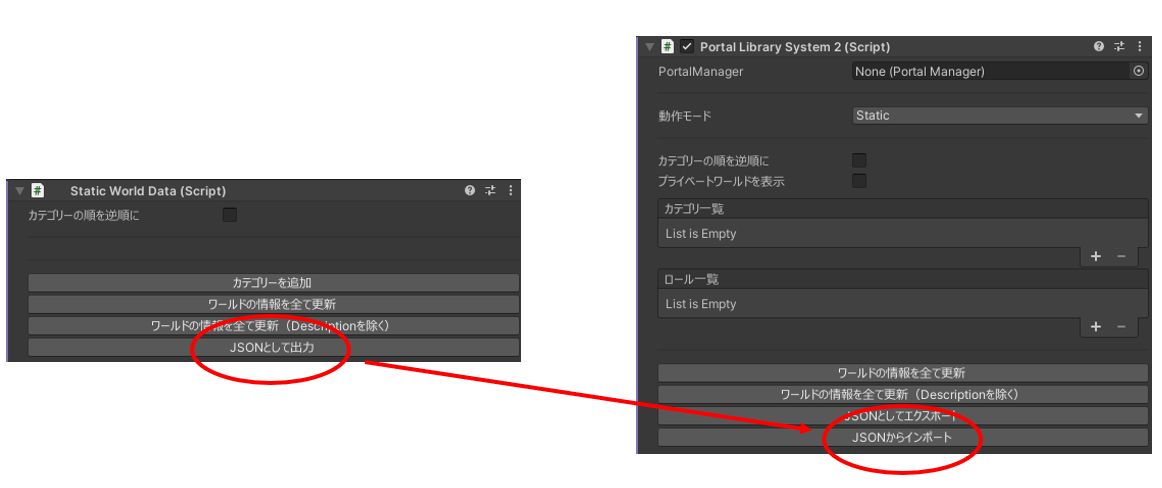 Static World Data (Script)
カテゴリーの順を逆順に
カテゴリーを追加
ワールドの情報を全て更新
ワールドの情報を全て更新（Descriptionを除く）
JSONとして出力
Portal Library System 2 (Script)
PortalManager
None (Portal Manager)
動作モード
Static
カテゴリーの順を逆順に
プライベートワールドを表示
カテゴリ一覧
List is Empty
ロール一覧
List is Empty
ワールドの情報を全て更新
ワールドの情報を全て更新（Descriptionを除く）
JSONとしてエクスポート
JSONからインポート